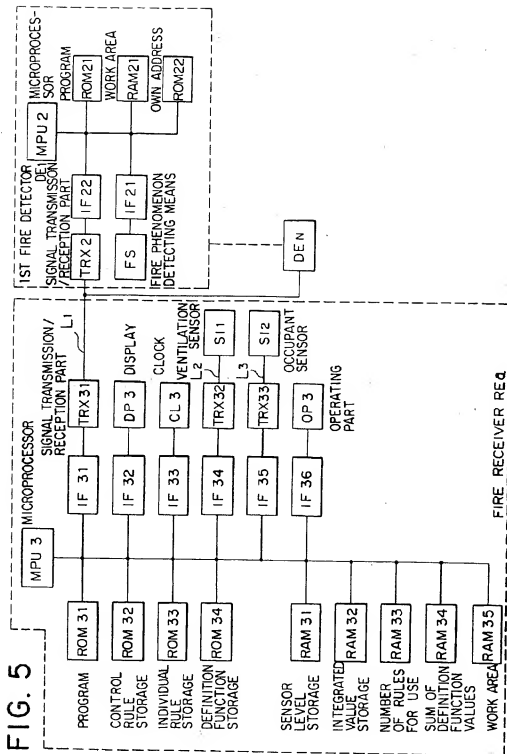 FIG. 5
MICROPROCESSOR
MPU 3
PROGRAM
ROM 31
CONTROL
RULE
STORAGE
ROM 32
INDIVIDUAL
RULE
STORAGE
ROM 33
DEFINITION
FUNCTION
STORAGE
ROM 34
SENSOR
LEVEL
STORAGE
RAM 31
INTEGRATED
VALUE
STORAGE
RAM 32
NUMBER
OF RULES
FOR USE
RAM 33
SUM OF
DEFINITION
FUNCTION
VALUES
RAM 34
WORK AREA
RAM 35
IF 31
IF 32
IF 33
IF 34
IF 35
IF 36
SIGNAL TRANSMISSION/
RECEPTION PART
TRX31
L1
DP 3
DISPLAY
CL 3
CLOCK
VENTILATION
SENSOR
TRX32
L2
SI1
TRX33
L3
SI2
OCCUPANT
SENSOR
OP 3
OPERATING
PART
FIRE RECEIVER REa
1ST FIRE DETECTOR
DE1
SIGNAL TRANSMISSON
/RECEPTION PART
TRX2
IF22
MPU 2
MICROPROCES-
SOR
PROGRAM
ROM21
WORK AREA
RAM21
OWN ADDRESS
ROM22
FS
IF21
FIRE PHENOMENON
DETECTING MEANS
DEN